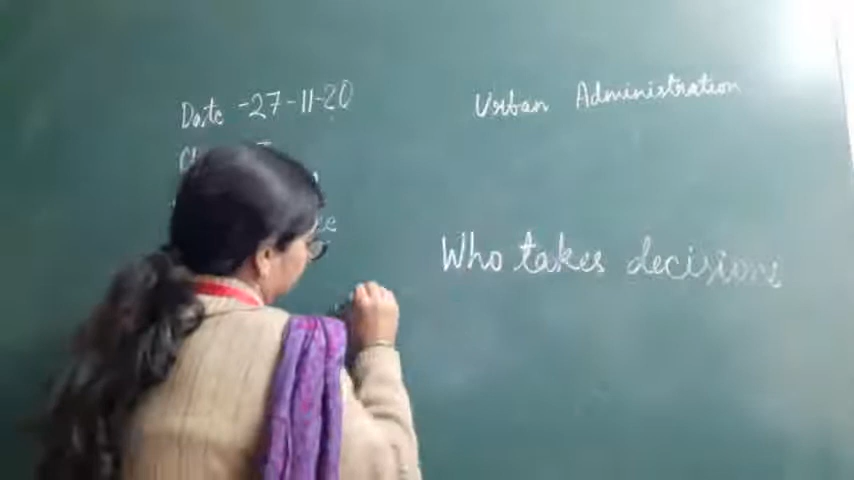 Date -27-11-20
Urban Administration
Who takes decisions